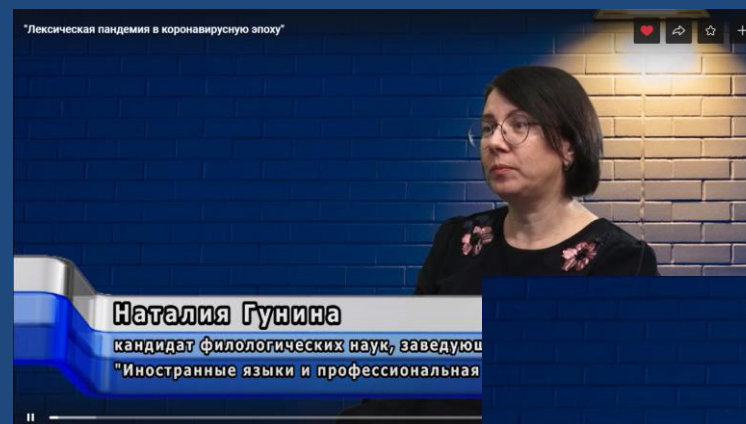 "Лексическая пандемия в коронавирусную эпоху"
Наталия Гунина
кандидат филологических наук, заведующ
"Иностранные языки и профессиональная